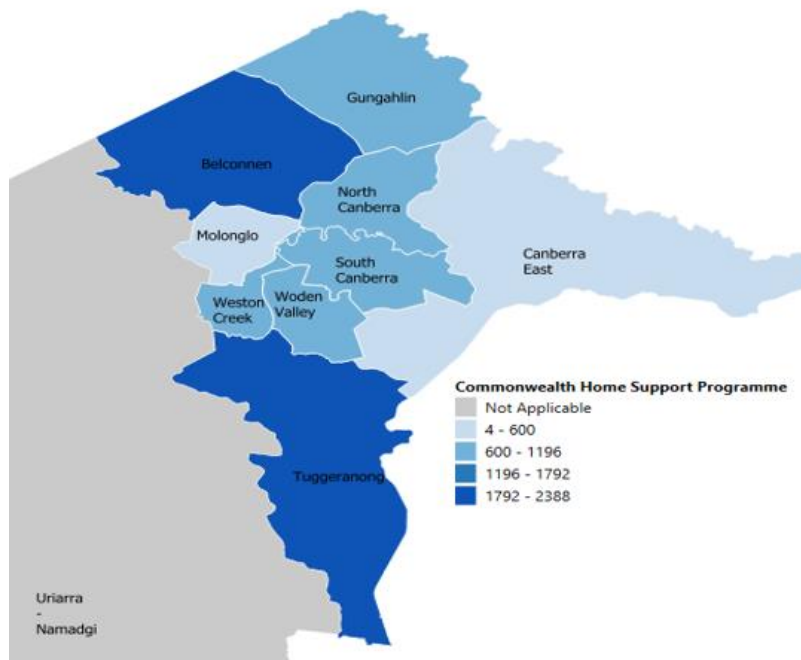 Gungahlin
Belconnen
North
Canberra
Molonglo
South
Canberra
Canberra
East
Weston
Creek
Woden
Valley
Commonwealth Home Support Programme
Not Applicable
4 - 600
600 - 1196
1196 - 1792
1792 - 2388
Tuggeranong
Uriarra
-
Namadgi